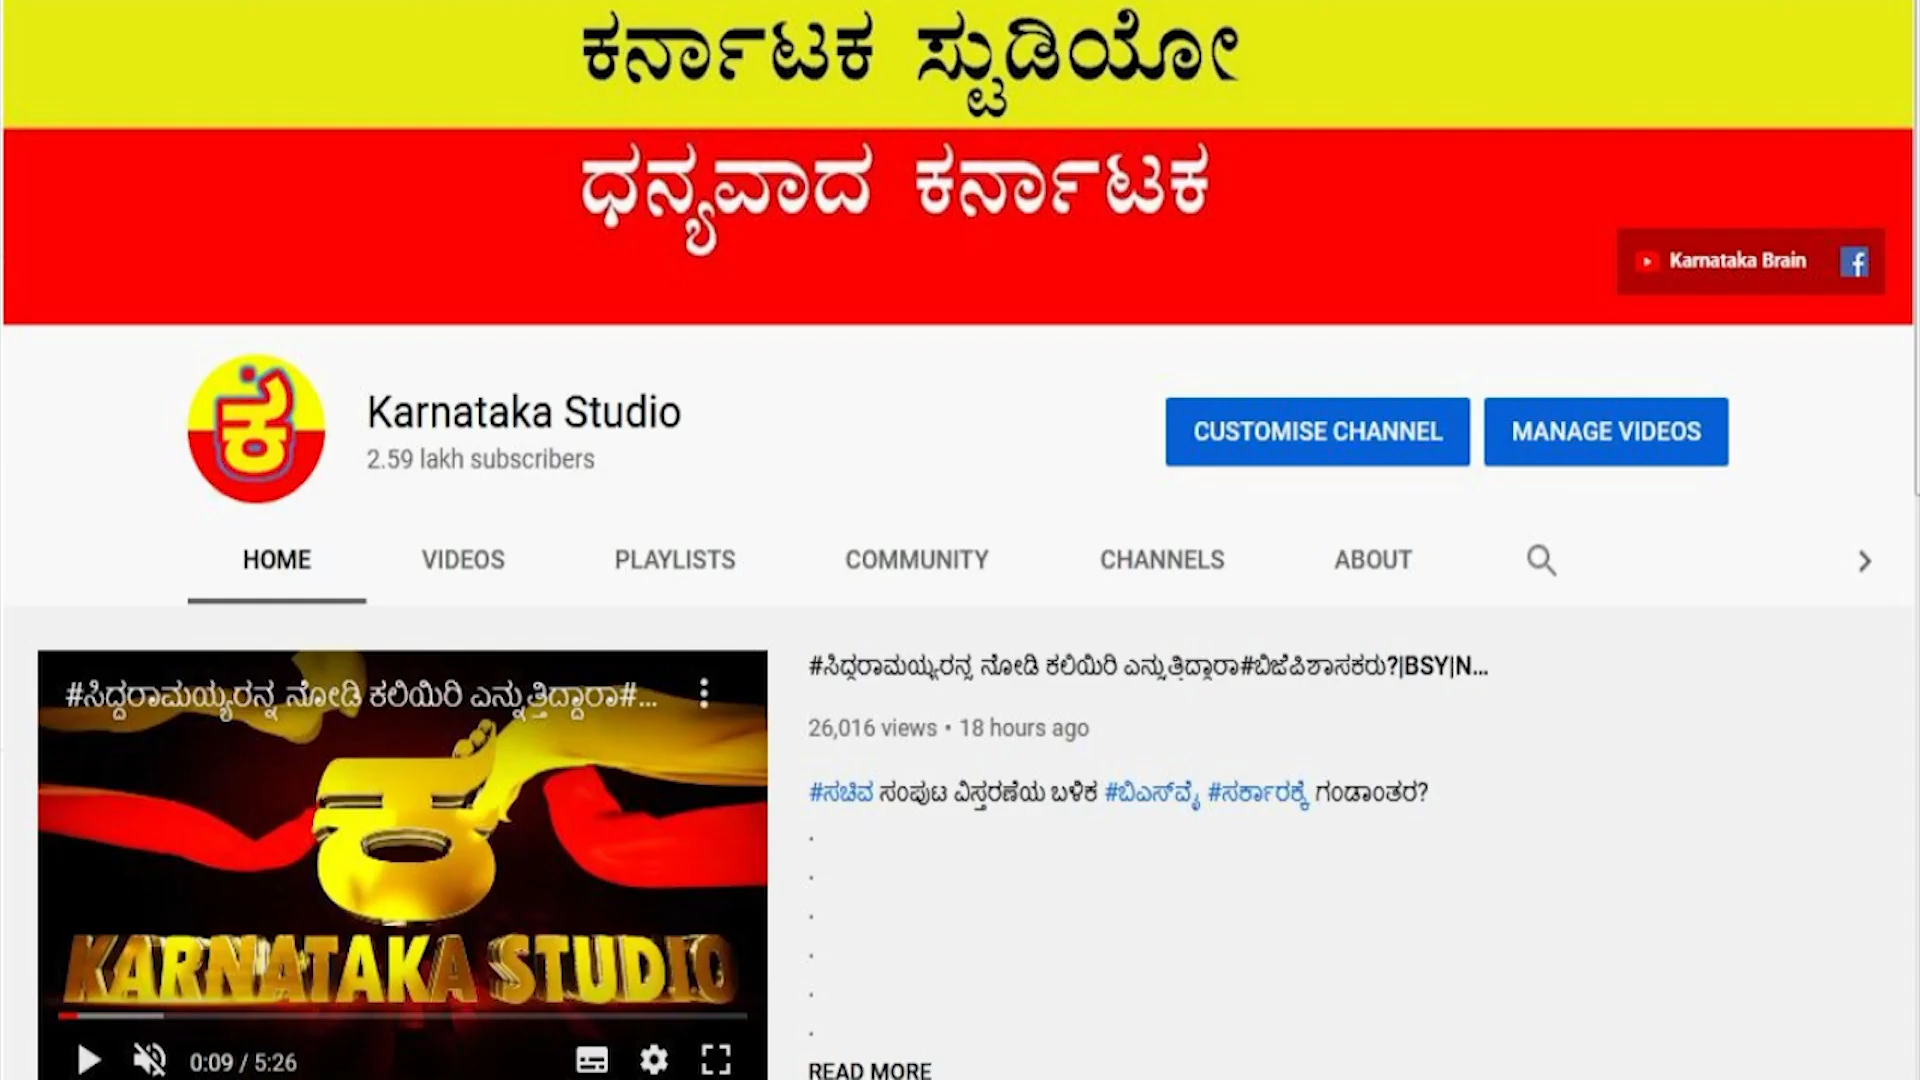 ಕರ್ನಾಟಕ ಸ್ಟುಡಿಯೋ
ಧನ್ಯವಾದ ಕರ್ನಾಟಕ
Karnataka Brain
Karnataka Studio
2.59 lakh subscribers
CUSTOMISE CHANNEL
MANAGE VIDEOS
HOME VIDEOS PLAYLISTS COMMUNITY CHANNELS ABOUT
#ಸಿದ್ದರಾಮಯ್ಯರನ್ನ ನೋಡಿ ಕಲಿಯಿರಿ ಎನ್ನುತ್ತಿದ್ದಾರಾ#...
ಕ
KARNATAKA STUDIO
0:09 / 5:26
#ಸಿದ್ದರಾಮಯ್ಯರನ್ನ ನೋಡಿ ಕಲಿಯಿರಿ ಎನ್ನುತ್ತಿದ್ದಾರಾ#ಬಿಜೆಪಿಶಾಸಕರು?|BSY|N...
26,016 views • 18 hours ago
#ಸಚಿವ ಸಂಪುಟ ವಿಸ್ತರಣೆಯ ಬಳಿಕ #ಬಿಎಸ್‌ವೈ #ಸರ್ಕಾರಕ್ಕೆ ಗಂಡಾಂತರ?
.
.
.
.
.
.
READ MORE